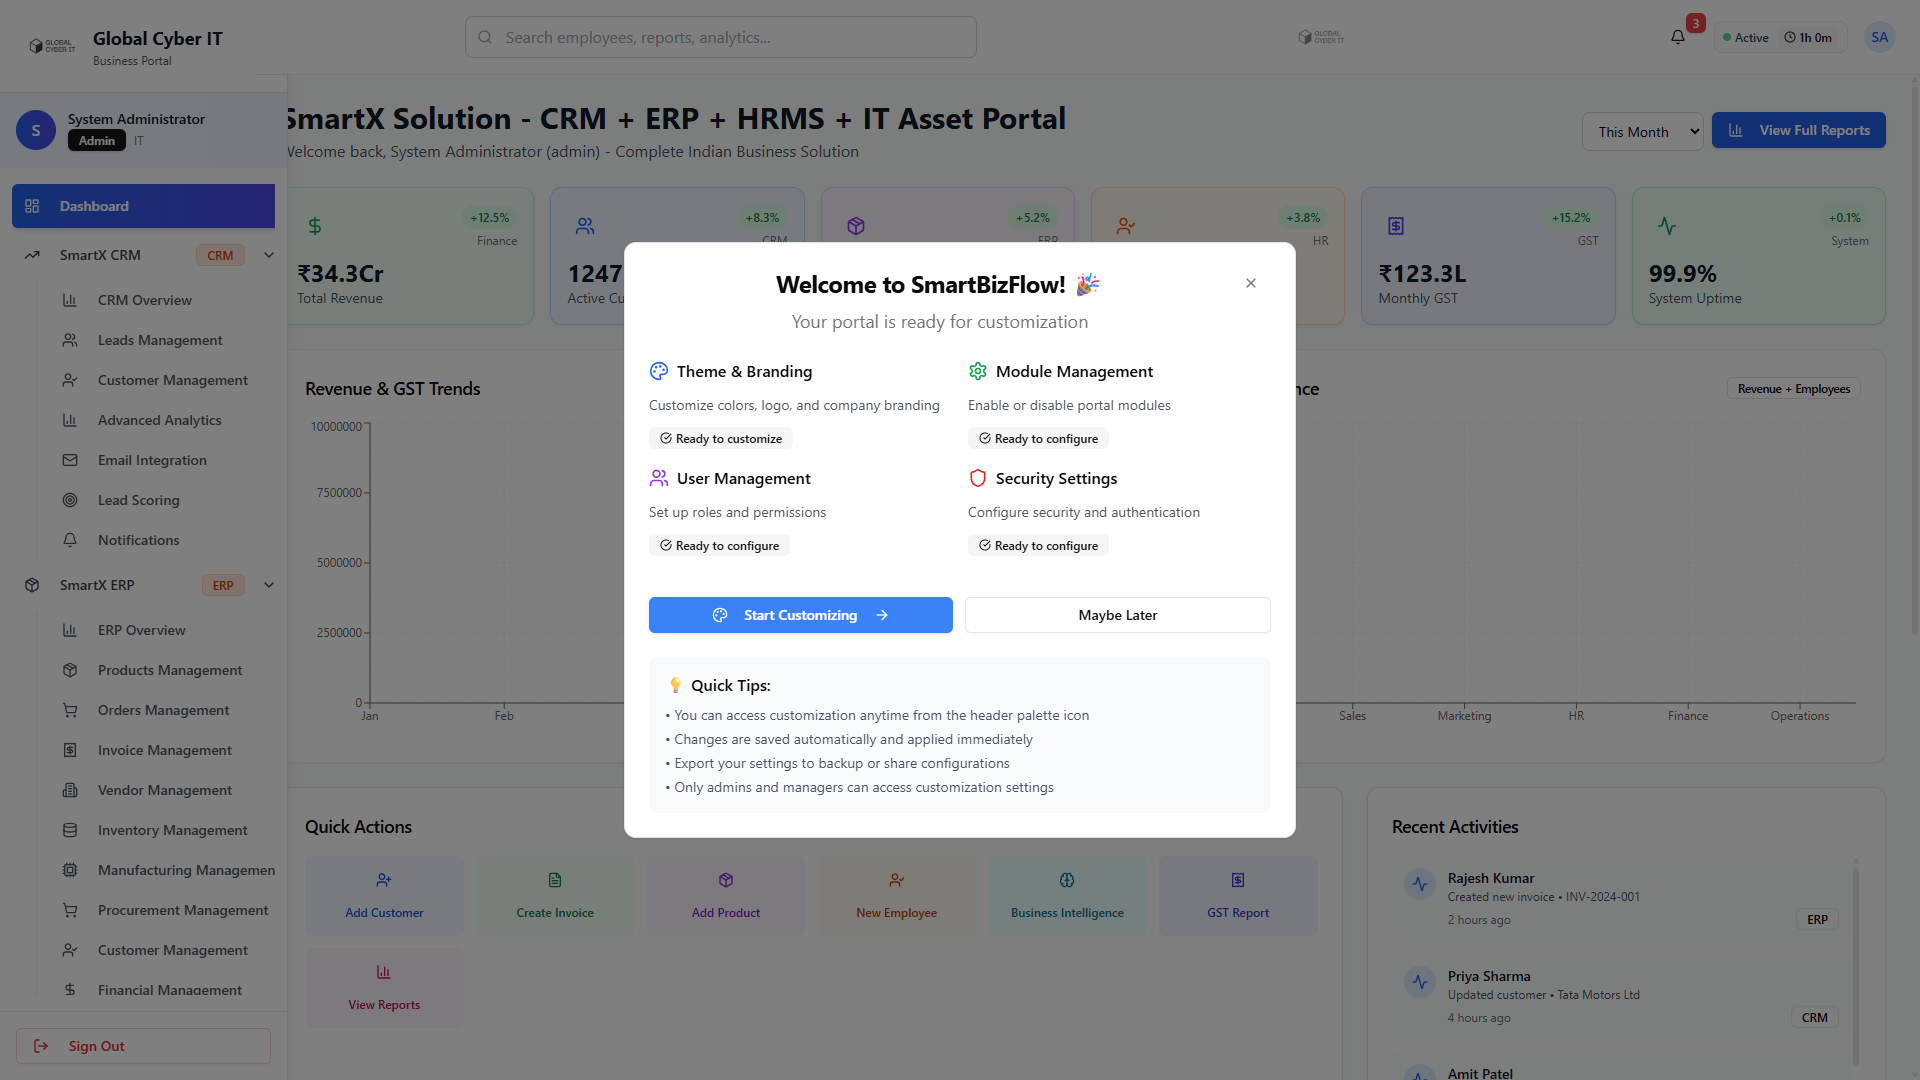 GLOBAL
CYBER IT
Global Cyber IT
Business Portal
Search employees, reports, analytics...
GLOBAL
CYBER IT
3
Active
1h 0m
SA
S
System Administrator
Admin
IT
SmartX Solution - CRM + ERP + HRMS + IT Asset Portal
Welcome back, System Administrator (admin) - Complete Indian Business Solution
This Month
View Full Reports
Dashboard
SmartX CRM
CRM
CRM Overview
Leads Management
Customer Management
Advanced Analytics
Email Integration
Lead Scoring
Notifications
SmartX ERP
ERP
ERP Overview
Products Management
Orders Management
Invoice Management
Vendor Management
Inventory Management
Manufacturing Managemen
Procurement Management
Customer Management
Financial Management
Sign Out
+12.5%
Finance
₹34.3Cr
Total Revenue
+8.3%
CRM
1247
Active Cu
+5.2%
ERP
+3.8%
HR
+15.2%
GST
₹123.3L
Monthly GST
+0.1%
System
99.9%
System Uptime
Revenue & GST Trends
10000000
7500000
5000000
2500000
0
Jan
Feb
nce
Revenue + Employees
Sales
Marketing
HR
Finance
Operations
Welcome to SmartBizFlow! 🎉
Your portal is ready for customization
Theme & Branding
Customize colors, logo, and company branding
Ready to customize
Module Management
Enable or disable portal modules
Ready to configure
User Management
Set up roles and permissions
Ready to configure
Security Settings
Configure security and authentication
Ready to configure
Start Customizing
Maybe Later
💡 Quick Tips:
• You can access customization anytime from the header palette icon
• Changes are saved automatically and applied immediately
• Export your settings to backup or share configurations
• Only admins and managers can access customization settings
Quick Actions
Add Customer
Create Invoice
Add Product
New Employee
Business Intelligence
GST Report
View Reports
Recent Activities
Rajesh Kumar
Created new invoice • INV-2024-001
2 hours ago
ERP
Priya Sharma
Updated customer • Tata Motors Ltd
4 hours ago
CRM
Amit Patel